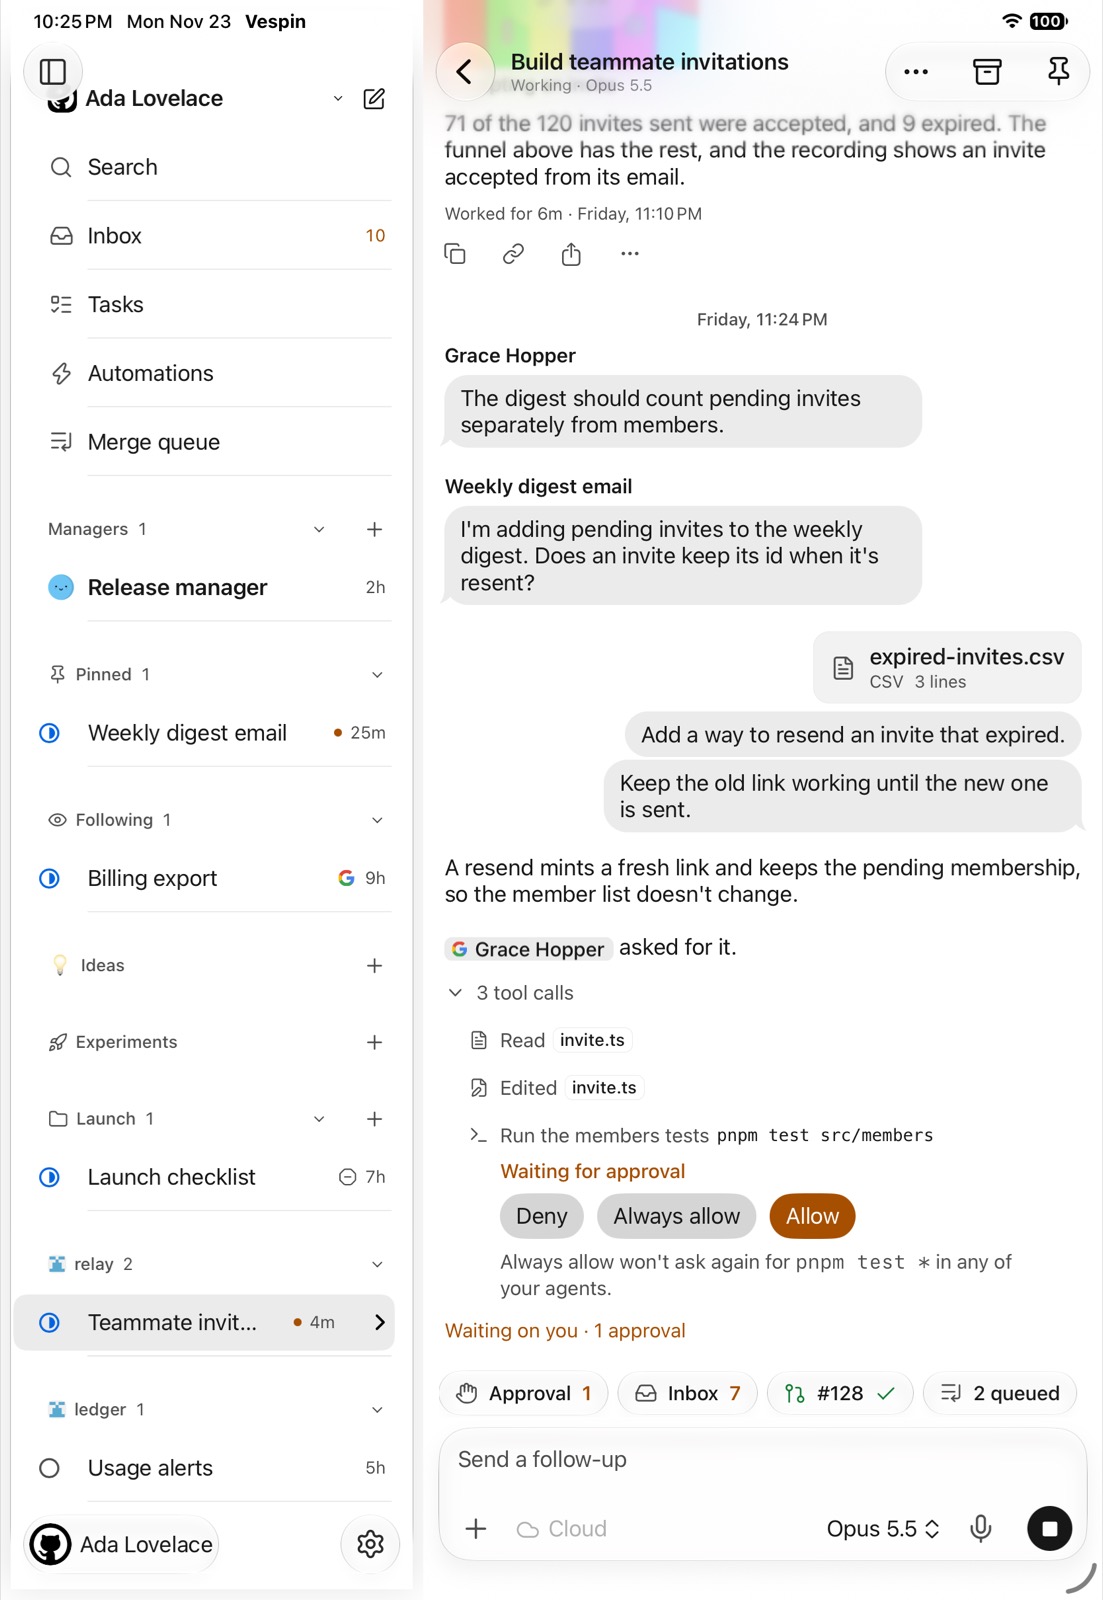 10:25 PM Mon Nov 23 Vespin
100
Ada Lovelace
Search
Inbox 10
Tasks
Automations
Merge queue
Managers 1
Release manager 2h
Pinned 1
Weekly digest email 25m
Following 1
Billing export 9h
Ideas
Experiments
Launch 1
Launch checklist 7h
relay 2
Teammate invit... 4m
ledger 1
Usage alerts 5h
Ada Lovelace
Build teammate invitations
Working · Opus 5.5
71 of the 120 invites sent were accepted, and 9 expired. The
funnel above has the rest, and the recording shows an invite
accepted from its email.
Worked for 6m · Friday, 11:10 PM
Friday, 11:24 PM
Grace Hopper
The digest should count pending invites
separately from members.
Weekly digest email
I'm adding pending invites to the weekly
digest. Does an invite keep its id when it's
resent?
expired-invites.csv
CSV 3 lines
Add a way to resend an invite that expired.
Keep the old link working until the new one
is sent.
A resend mints a fresh link and keeps the pending membership,
so the member list doesn't change.
Grace Hopper asked for it.
3 tool calls
Read invite.ts
Edited invite.ts
Run the members tests pnpm test src/members
Waiting for approval
Deny Always allow Allow
Always allow won't ask again for pnpm test * in any of
your agents.
Waiting on you · 1 approval
Approval 1 Inbox 7 #128 2 queued
Send a follow-up
Cloud Opus 5.5